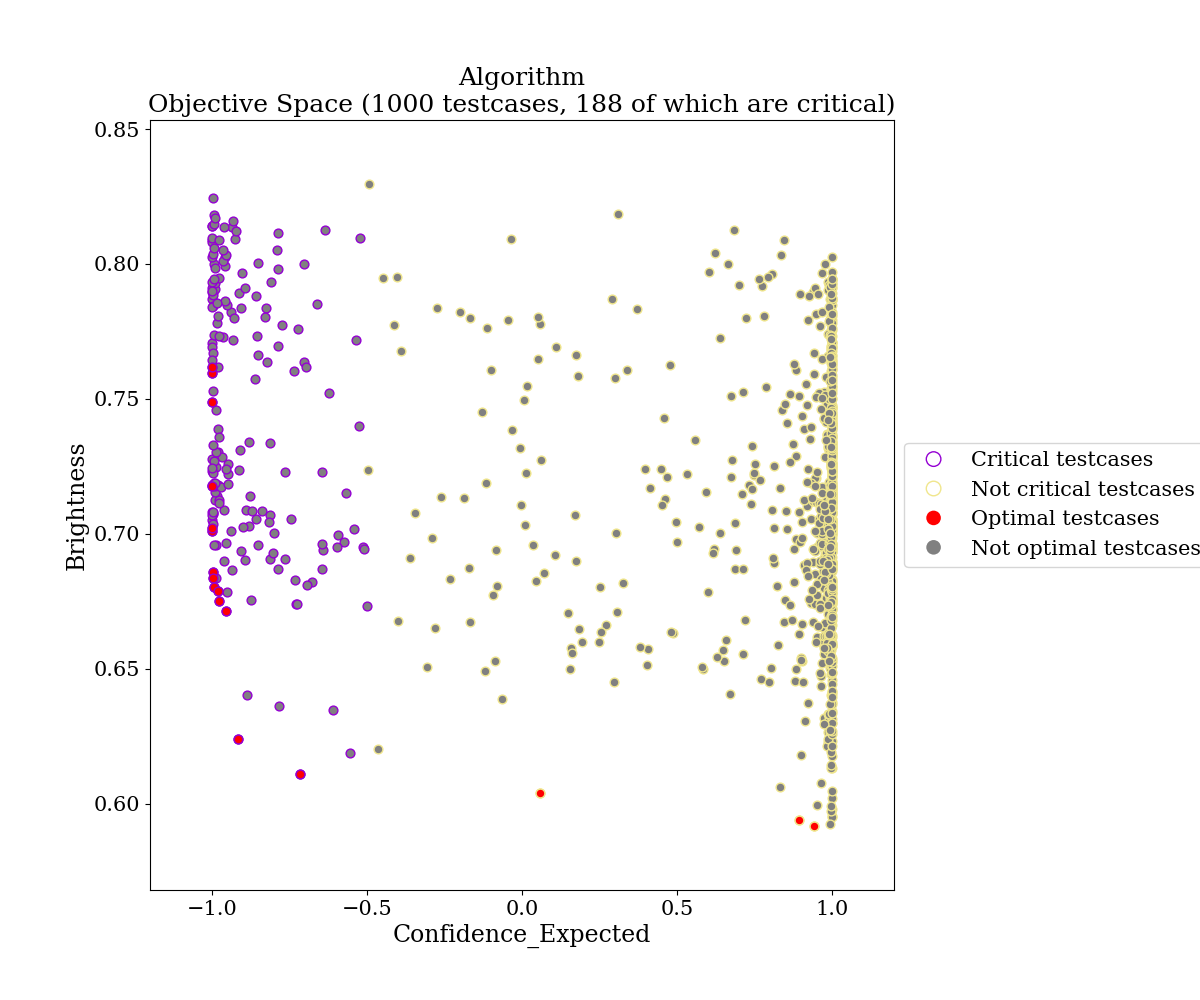 Algorithm
Objective Space (1000 testcases, 188 of which are critical)
0.85
0.80
0.75
0.70
0.65
0.60
Brightness
−1.0
−0.5
0.0
0.5
1.0
Confidence_Expected
Critical testcases
Not critical testcases
Optimal testcases
Not optimal testcases